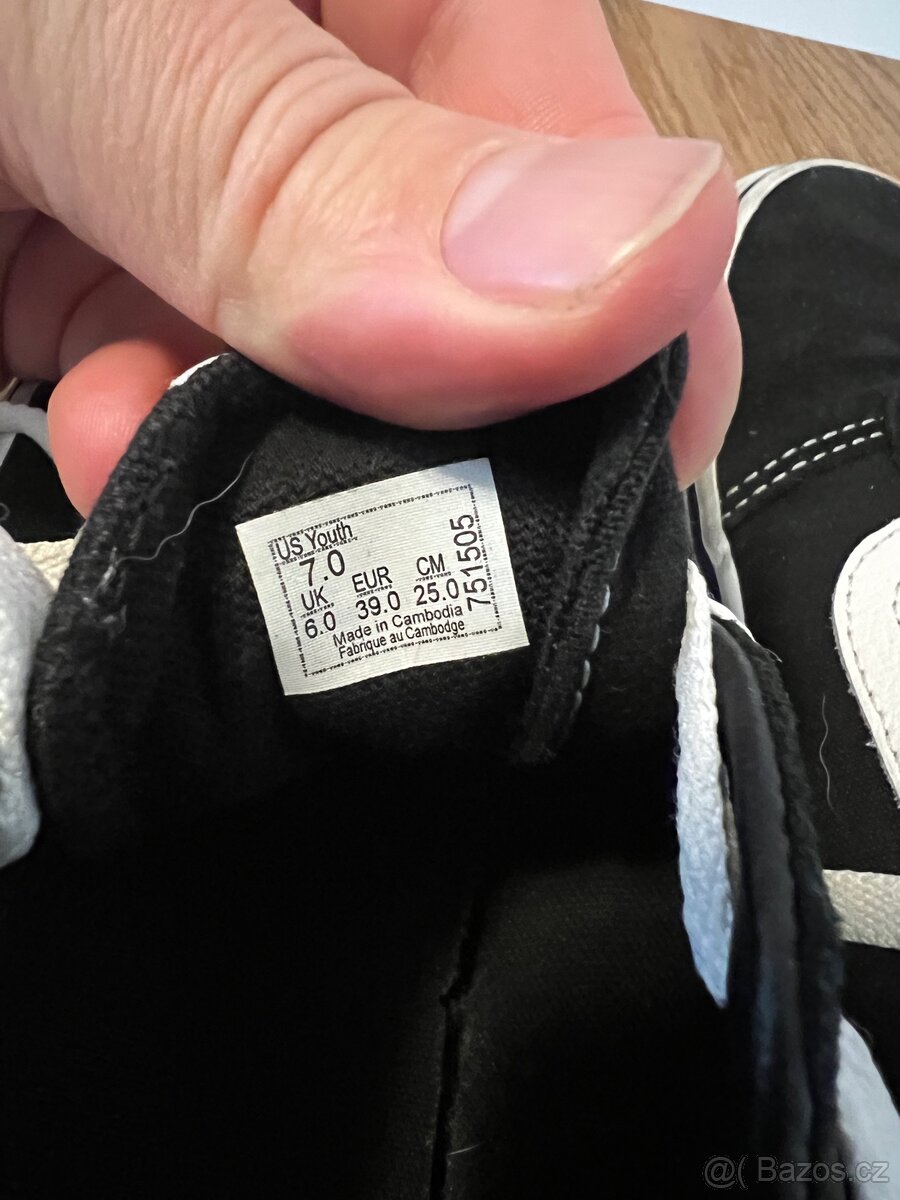 US Youth
7.0
UK EUR CM
6.0 39.0 25.0
Made in Cambodia
Fabrique au Cambodge
751505
@( Bazos.cz